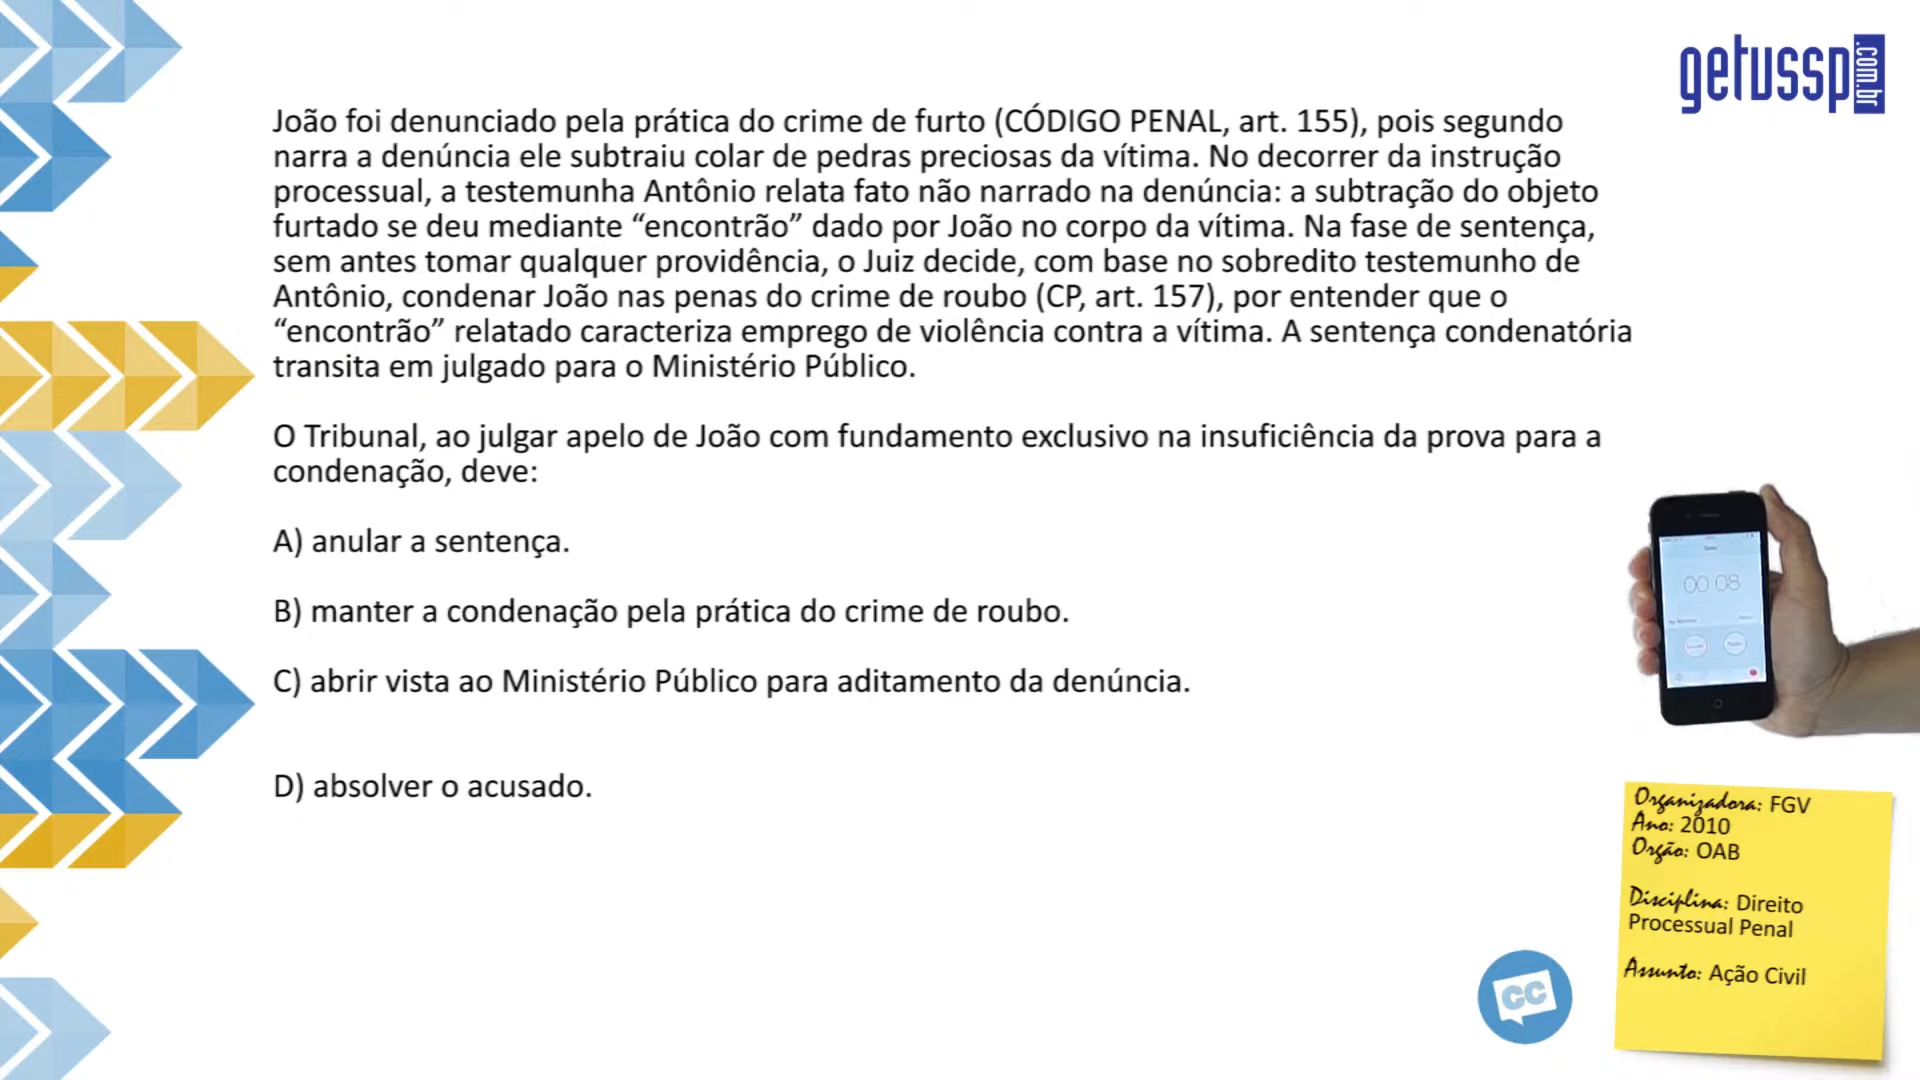 getussp.com.br
João foi denunciado pela prática do crime de furto (CÓDIGO PENAL, art. 155), pois segundo
narra a denúncia ele subtraiu colar de pedras preciosas da vítima. No decorrer da instrução
processual, a testemunha Antônio relata fato não narrado na denúncia: a subtração do objeto
furtado se deu mediante “encontrão” dado por João no corpo da vítima. Na fase de sentença,
sem antes tomar qualquer providência, o Juiz decide, com base no sobredito testemunho de
Antônio, condenar João nas penas do crime de roubo (CP, art. 157), por entender que o
“encontrão” relatado caracteriza emprego de violência contra a vítima. A sentença condenatória
transita em julgado para o Ministério Público.
O Tribunal, ao julgar apelo de João com fundamento exclusivo na insuficiência da prova para a
condenação, deve:
A) anular a sentença.
B) manter a condenação pela prática do crime de roubo.
C) abrir vista ao Ministério Público para aditamento da denúncia.
D) absolver o acusado.
00 08
Organizadora: FGV
Ano: 2010
Orgão: OAB
Disciplina: Direito
Processual Penal
Assunto: Ação Civil
CC